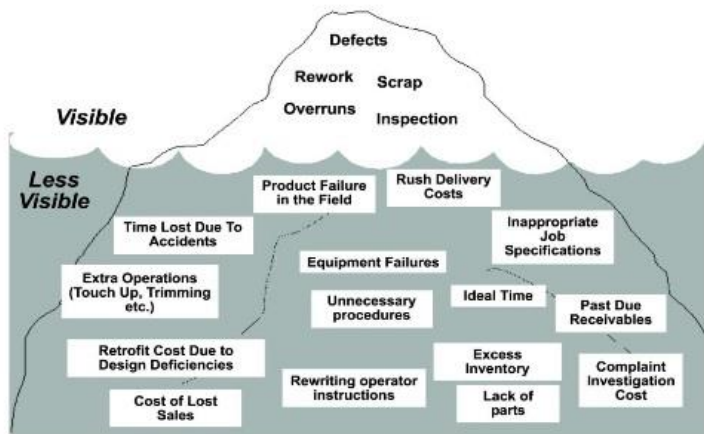 Defects
Rework
Scrap
Overruns
Inspection
Visible
Less
Visible
Product Failure
in the Field
Rush Delivery
Costs
Time Lost Due To
Accidents
Inappropriate
Job
Specifications
Equipment Failures
Extra Operations
(Touch Up, Trimming
etc.)
Unnecessary
procedures
Ideal Time
Past Due
Receivables
Retrofit Cost Due to
Design Deficiencies
Rewriting operator
instructions
Excess
Inventory
Complaint
Investigation
Cost
Cost of Lost
Sales
Lack of
parts